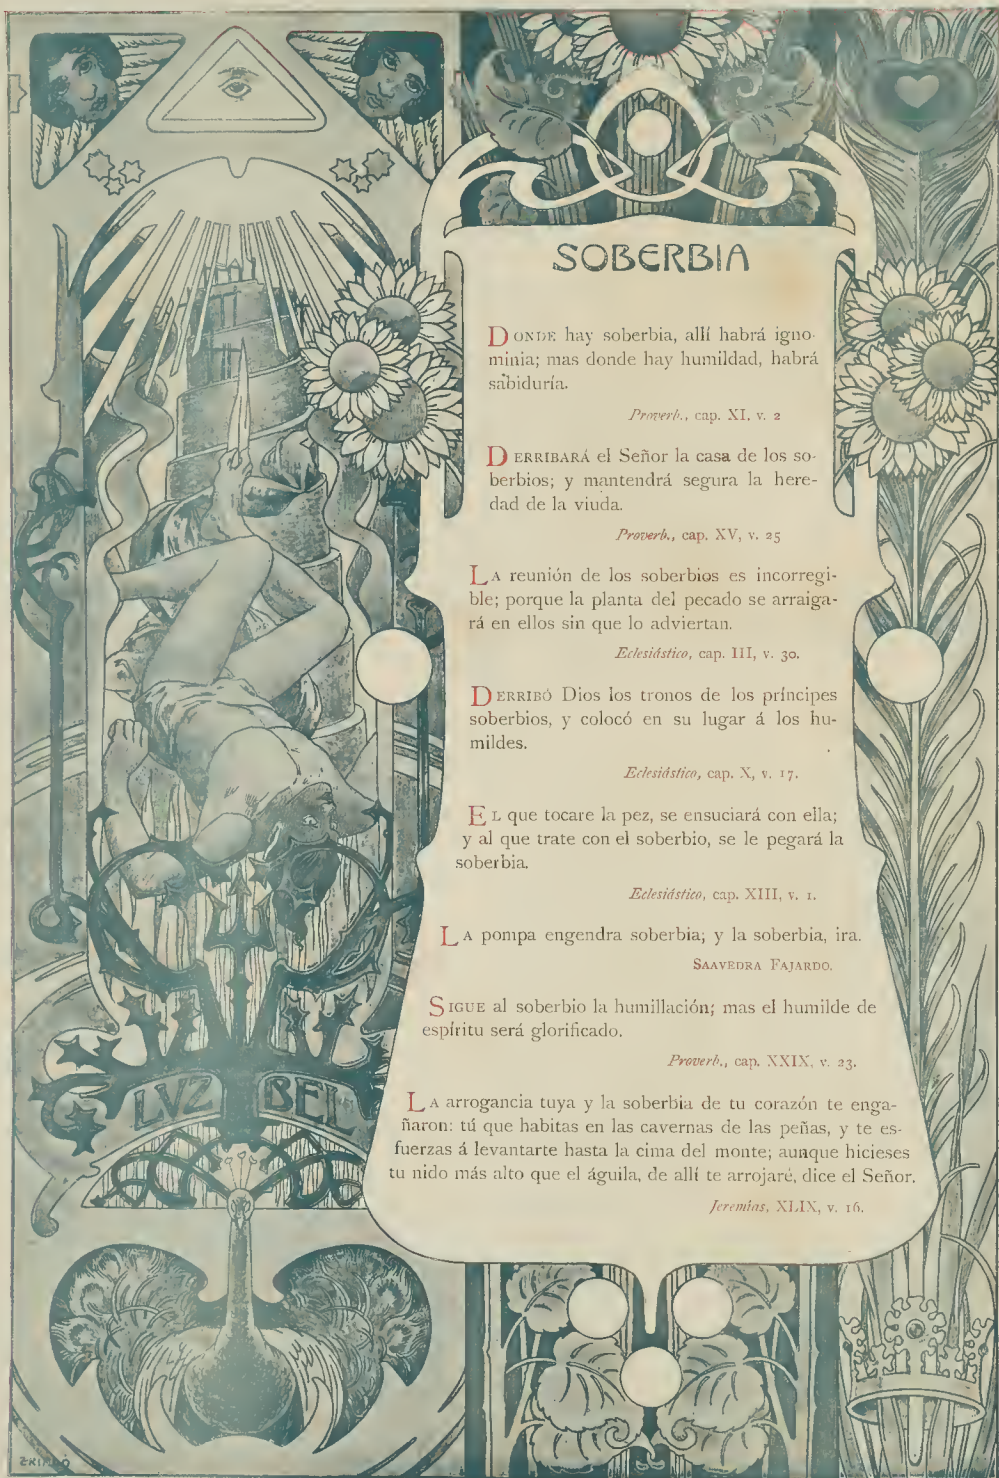 SOBERBIA
DONDE hay soberbia, allí habrá igno-
minia; mas donde hay humildad, habrá
sabiduría.
Proverb., cap. XI, v. 2
DERRIBARÁ el Señor la casa de los so-
berbios; y mantendrá segura la here-
dad de la viuda.
Proverb., cap. XV, v. 25
LA reunión de los soberbios es incorregi-
ble; porque la planta del pecado se arraiga-
rá en ellos sin que lo adviertan.
Eclesiástico, cap. III, v. 30.
DERRIBÓ Dios los tronos de los príncipes
soberbios, y colocó en su lugar á los hu-
mildes.
Eclesiástico, cap. X, v. 17.
EL que tocare la pez, se ensuciará con ella;
y al que trate con el soberbio, se le pegará la
soberbia.
Eclesiástico, cap. XIII, v. 1.
LA pompa engendra soberbia; y la soberbia, ira.
SAAVEDRA FAJARDO.
SIGUE al soberbio la humillación; mas el humilde de
espíritu será glorificado.
Proverb., cap. XXIX, v. 23.
LA arrogancia tuya y la soberbia de tu corazón te enga-
ñaron: tú que habitas en las cavernas de las peñas, y te es-
fuerzas á levantarte hasta la cima del monte; aunque hicieses
tu nido más alto que el águila, de allí te arrojaré, dice el Señor.
Jeremías, XLIX, v. 16.
LVZBEL